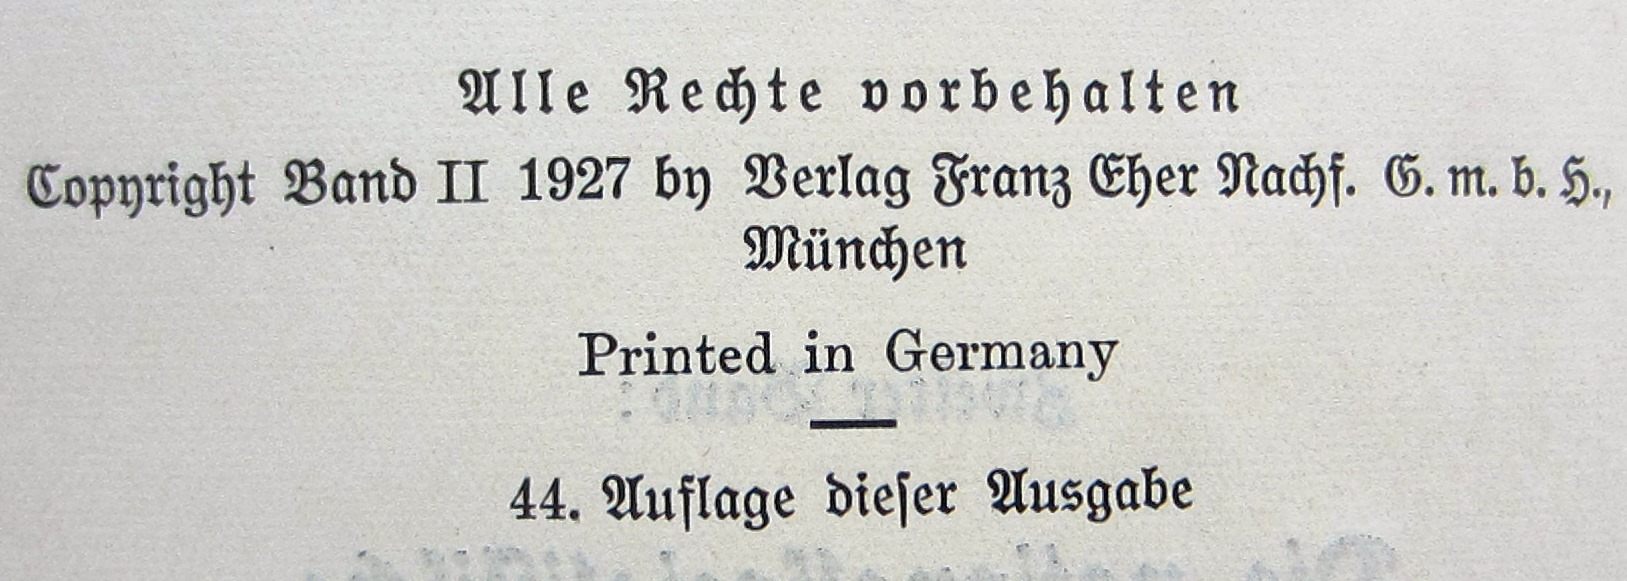 Alle Rechte vorbehalten
Copyright Band II 1927 by Verlag Franz Eher Nachf. G. m. b. H.,
München
Printed in Germany
44. Auflage dieser Ausgabe